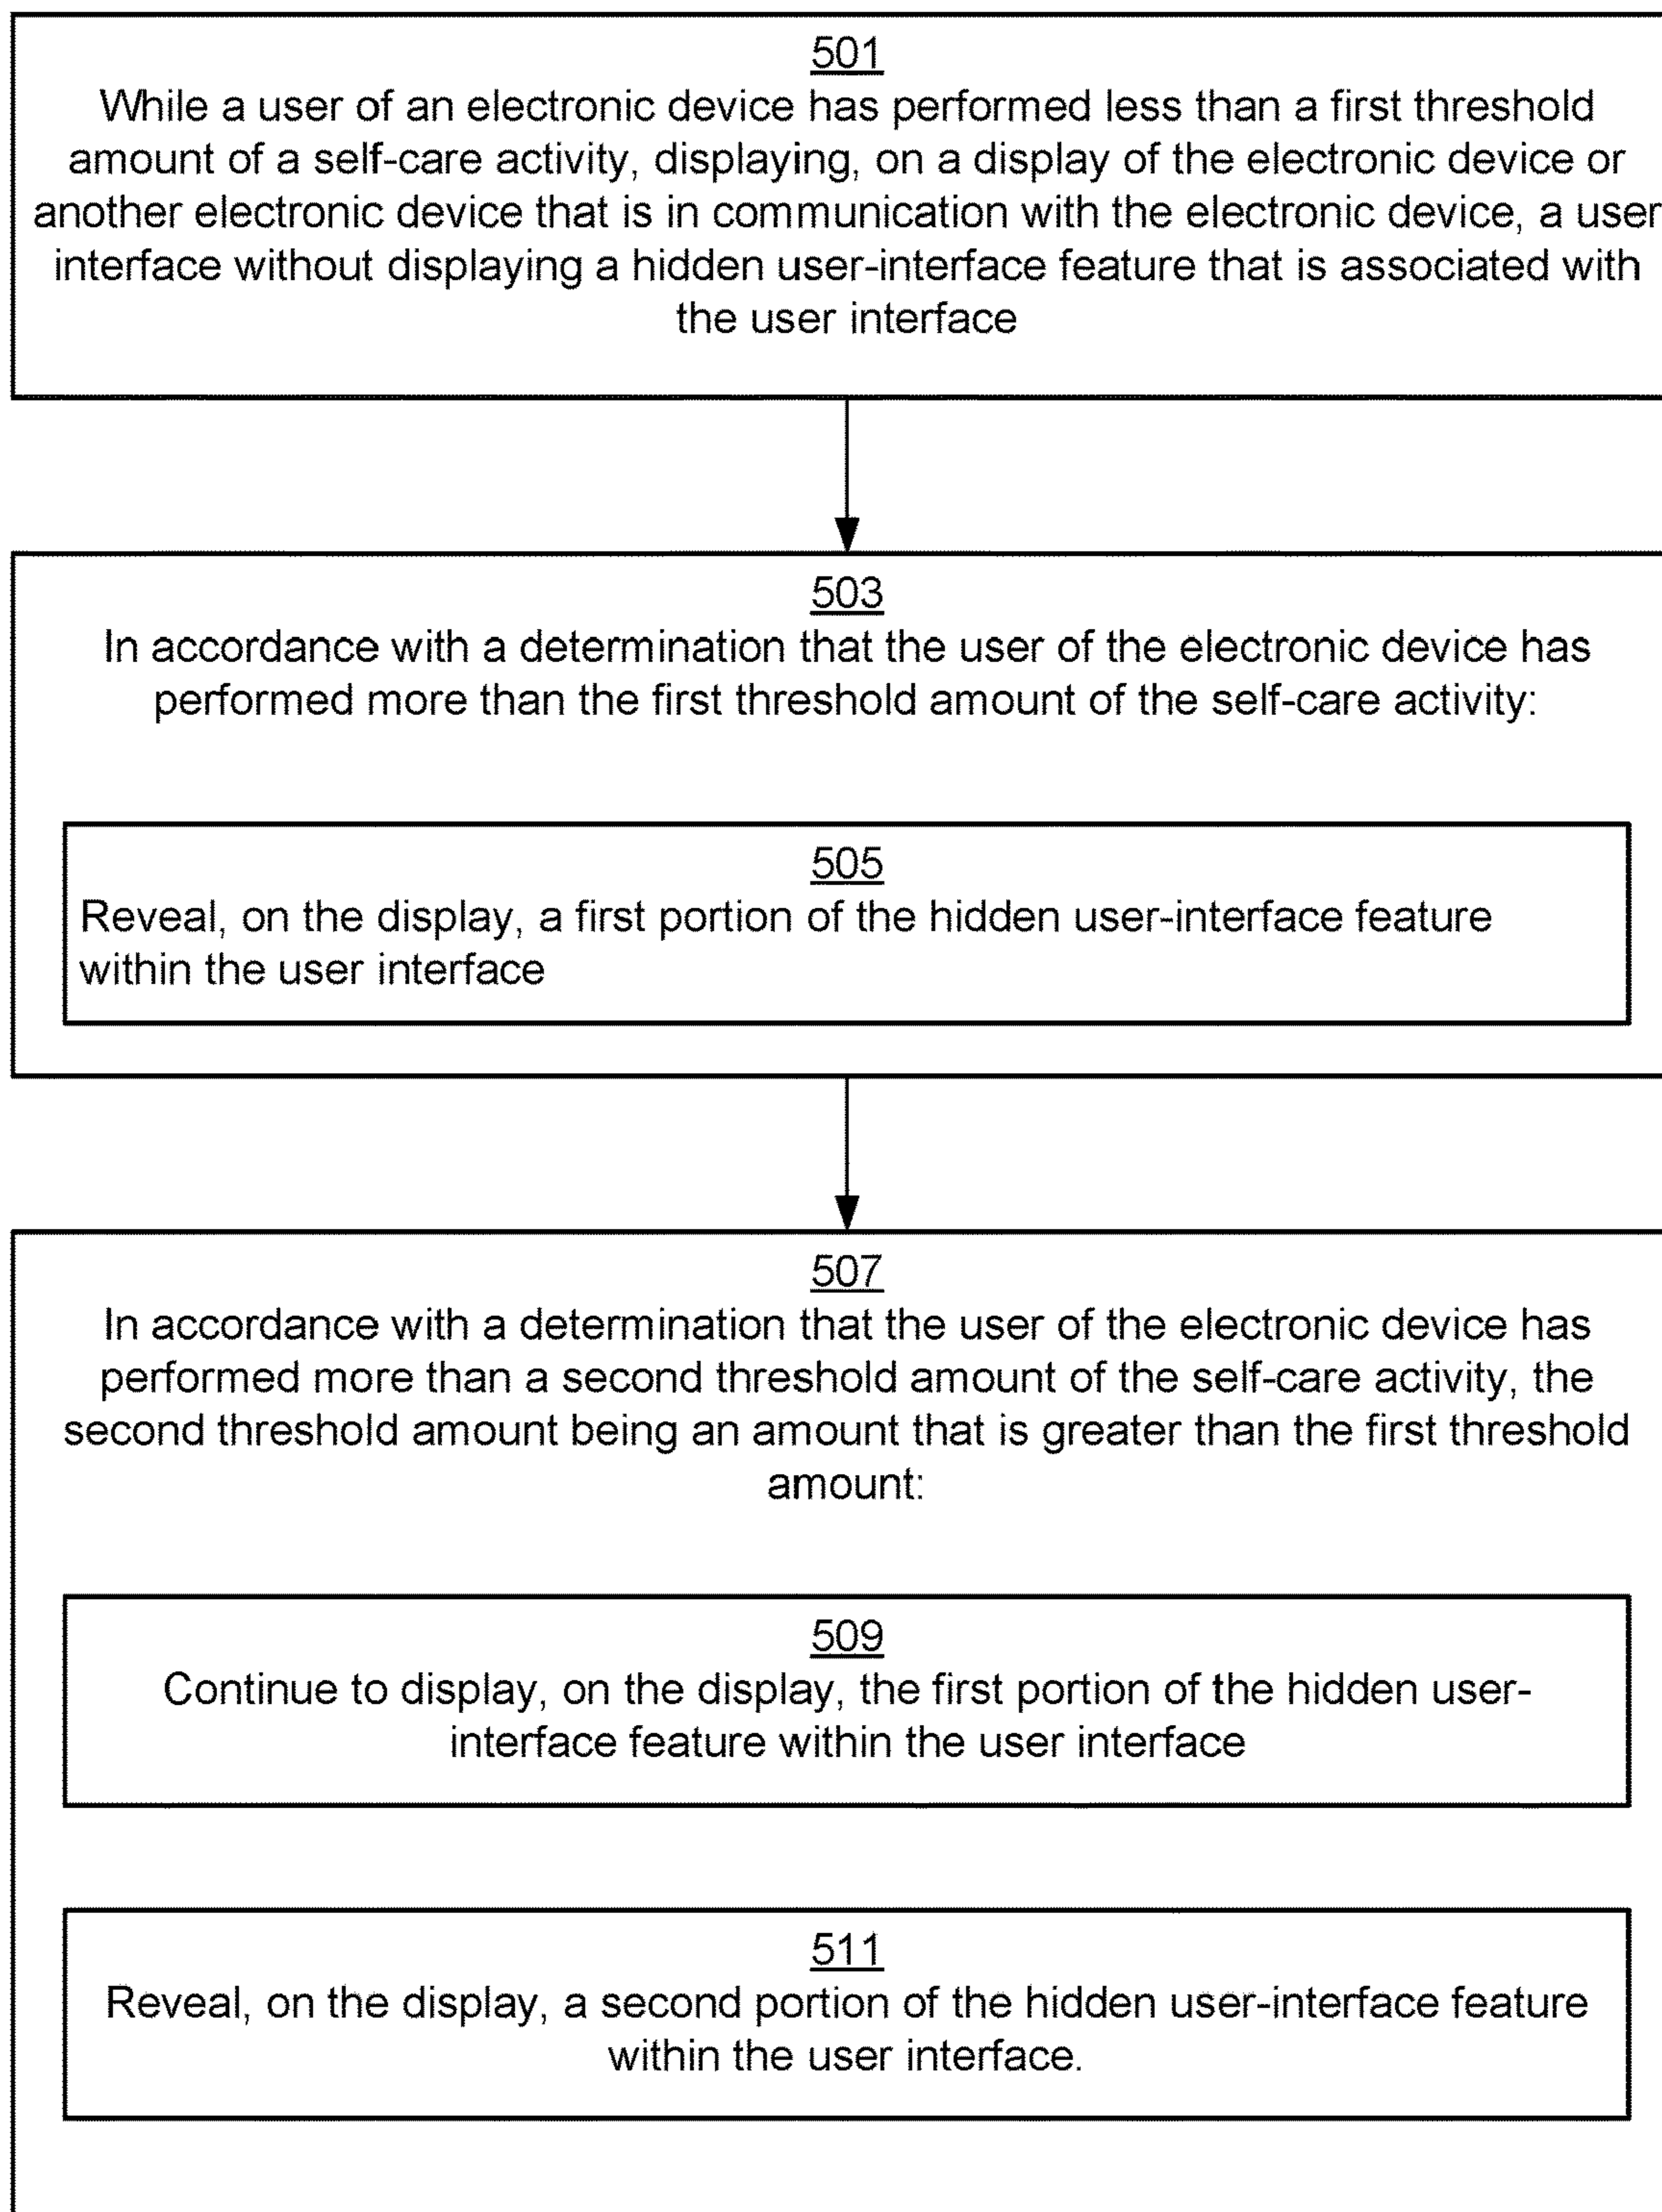 501
While a user of an electronic device has performed less than a first threshold
amount of a self-care activity, displaying, on a display of the electronic device or
another electronic device that is in communication with the electronic device, a user
interface without displaying a hidden user-interface feature that is associated with
the user interface
503
In accordance with a determination that the user of the electronic device has
performed more than the first threshold amount of the self-care activity:
505
Reveal, on the display, a first portion of the hidden user-interface feature
within the user interface
507
In accordance with a determination that the user of the electronic device has
performed more than a second threshold amount of the self-care activity, the
second threshold amount being an amount that is greater than the first threshold
amount:
509
Continue to display, on the display, the first portion of the hidden user-
interface feature within the user interface
511
Reveal, on the display, a second portion of the hidden user-interface feature
within the user interface.